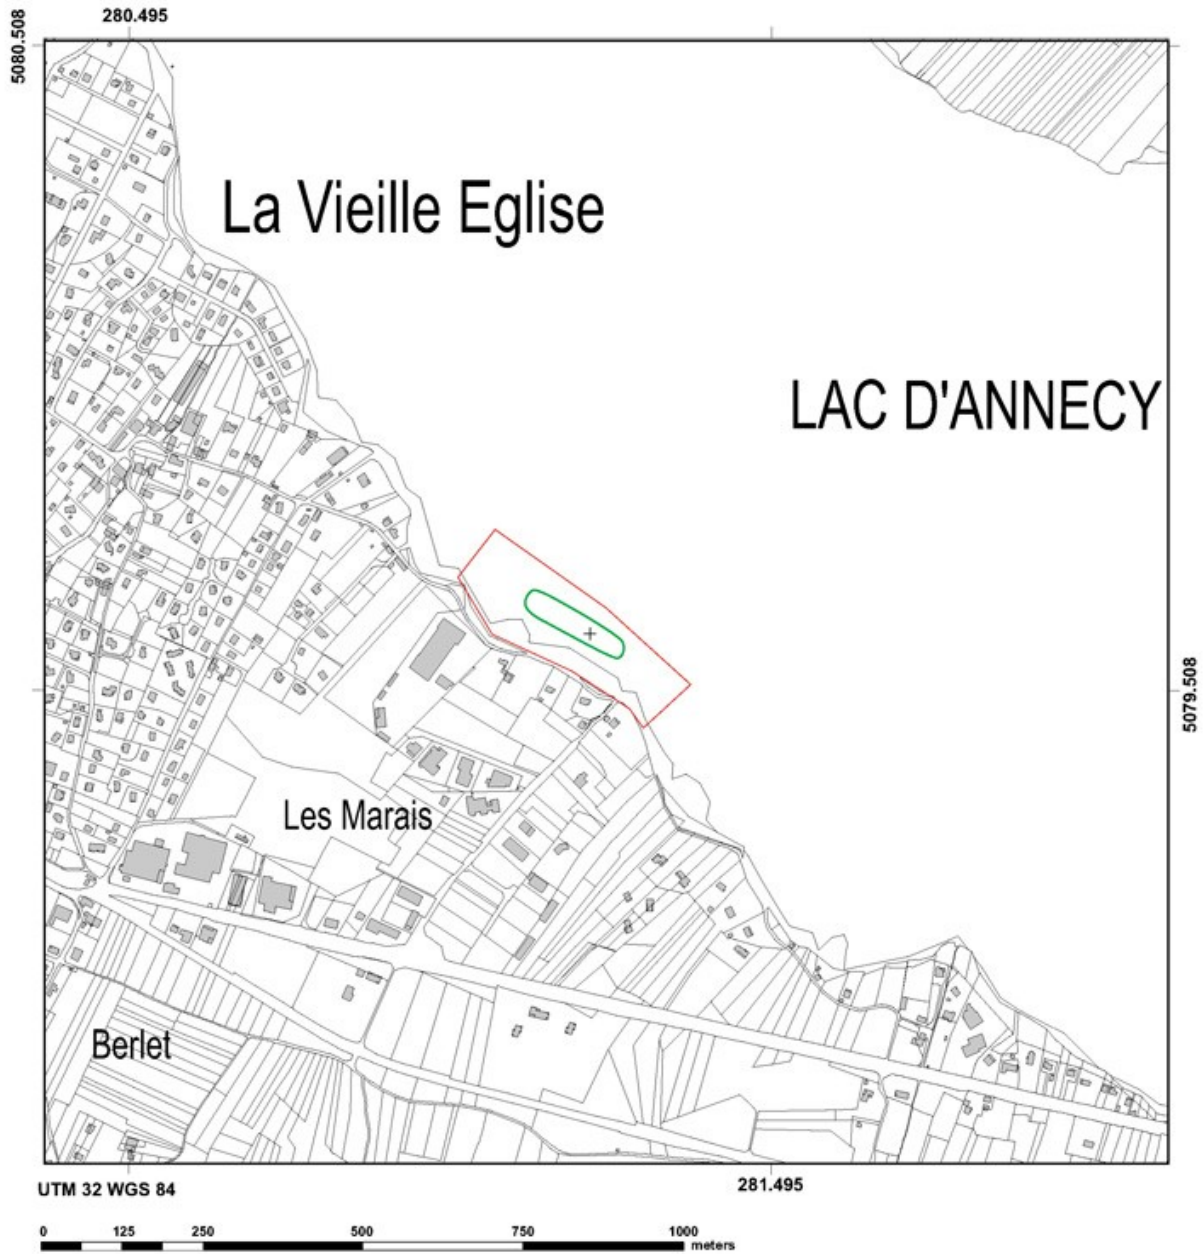 280.495
5080.508
La Vieille Eglise
LAC D'ANNECY
5079.508
Les Marais
Berlet
UTM 32 WGS 84
281.495
0 125 250 500 750 1000
meters